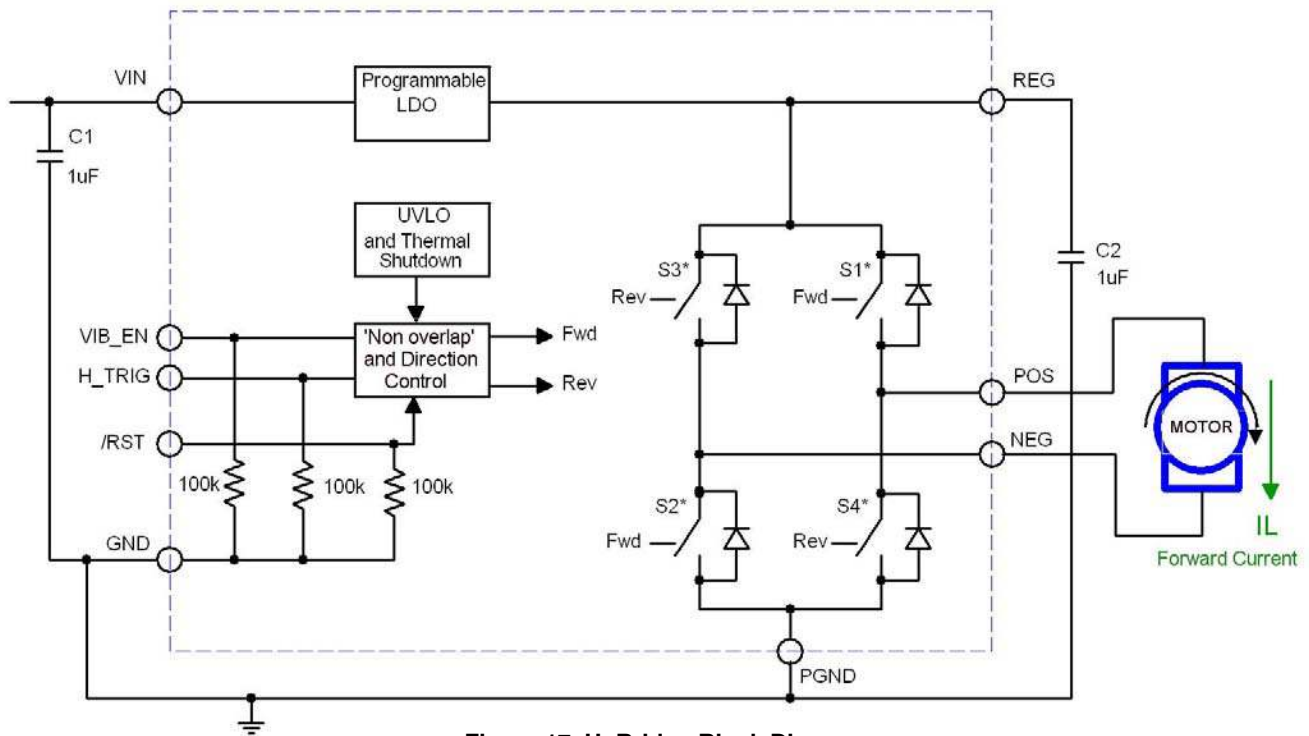 VIN
Programmable
LDO
REG
C1
1uF
UVLO
and Thermal
Shutdown
S3*
Rev
S1*
Fwd
C2
1uF
VIB_EN
'Non overlap'
and Direction
Control
Fwd
Rev
H_TRIG
/RST
POS
NEG
MOTOR
100k
100k
100k
S2*
Fwd
S4*
Rev
IL
Forward Current
GND
PGND